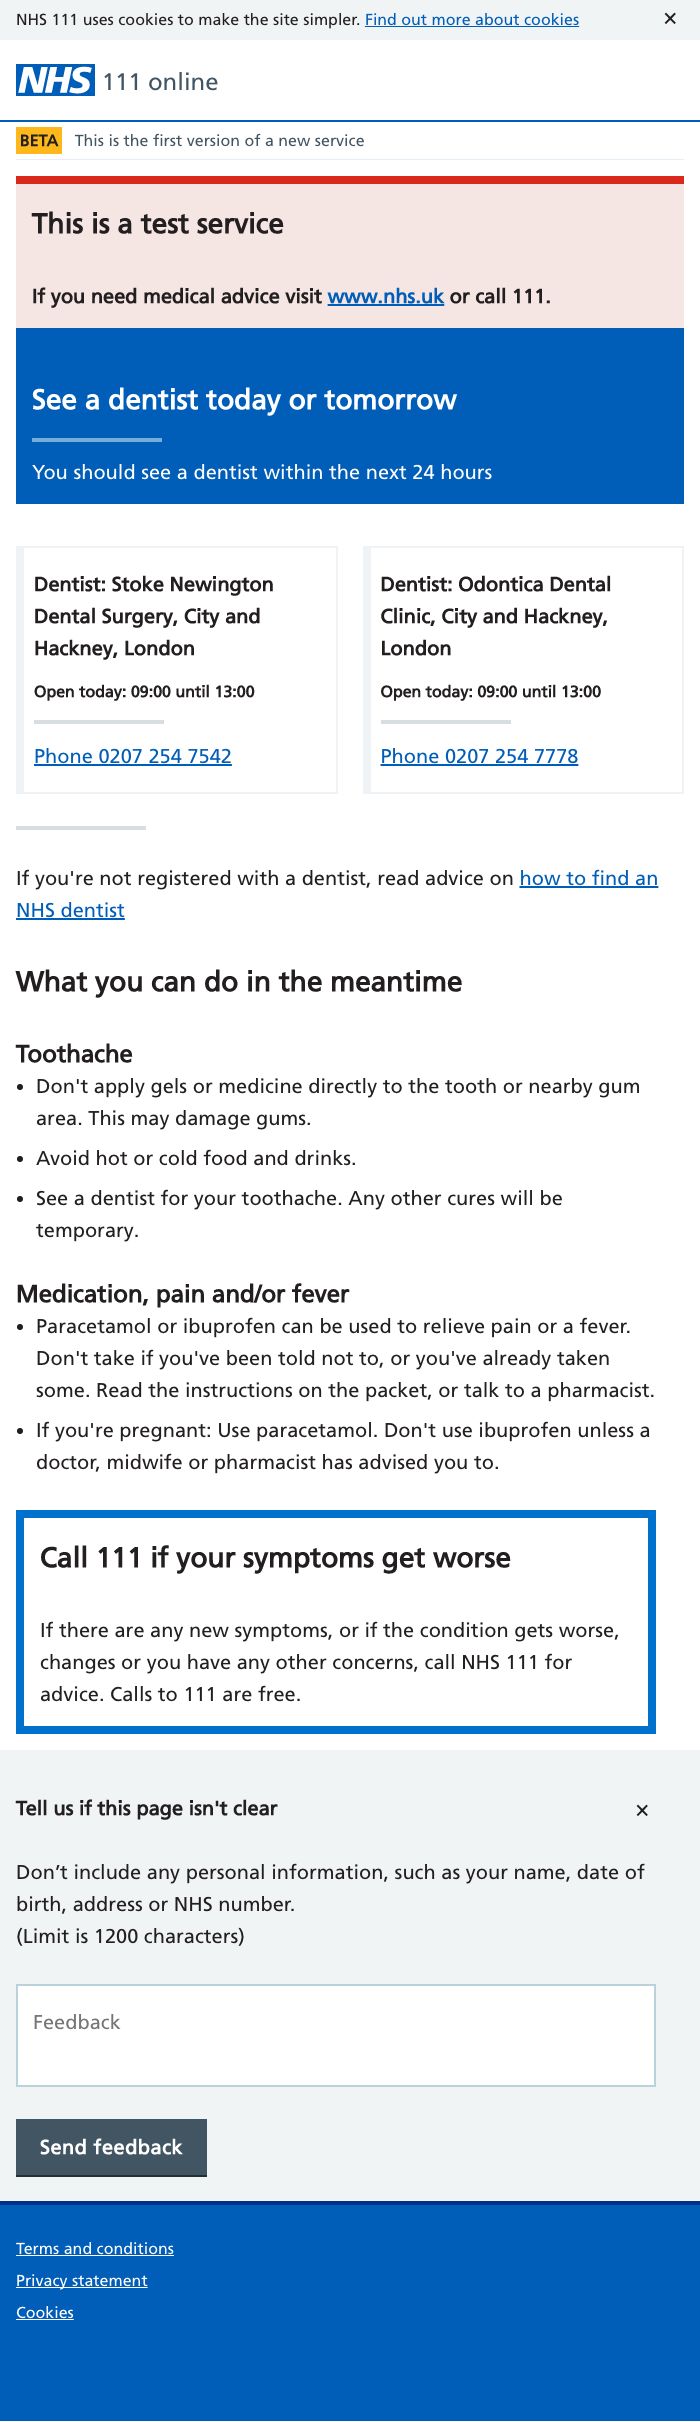 NHS 111 uses cookies to make the site simpler. Find out more about cookies ✕
NHS 111 online
BETA This is the first version of a new service
This is a test service
If you need medical advice visit www.nhs.uk or call 111.
See a dentist today or tomorrow
You should see a dentist within the next 24 hours
Dentist: Stoke Newington
Dental Surgery, City and
Hackney, London
Open today: 09:00 until 13:00
Phone 0207 254 7542
Dentist: Odontica Dental
Clinic, City and Hackney,
London
Open today: 09:00 until 13:00
Phone 0207 254 7778
If you're not registered with a dentist, read advice on how to find an
NHS dentist
What you can do in the meantime
Toothache
• Don't apply gels or medicine directly to the tooth or nearby gum
area. This may damage gums.
• Avoid hot or cold food and drinks.
• See a dentist for your toothache. Any other cures will be
temporary.
Medication, pain and/or fever
• Paracetamol or ibuprofen can be used to relieve pain or a fever.
Don't take if you've been told not to, or you've already taken
some. Read the instructions on the packet, or talk to a pharmacist.
• If you're pregnant: Use paracetamol. Don't use ibuprofen unless a
doctor, midwife or pharmacist has advised you to.
Call 111 if your symptoms get worse
If there are any new symptoms, or if the condition gets worse,
changes or you have any other concerns, call NHS 111 for
advice. Calls to 111 are free.
Tell us if this page isn't clear ✕
Don’t include any personal information, such as your name, date of
birth, address or NHS number.
(Limit is 1200 characters)
Feedback
Send feedback
Terms and conditions
Privacy statement
Cookies